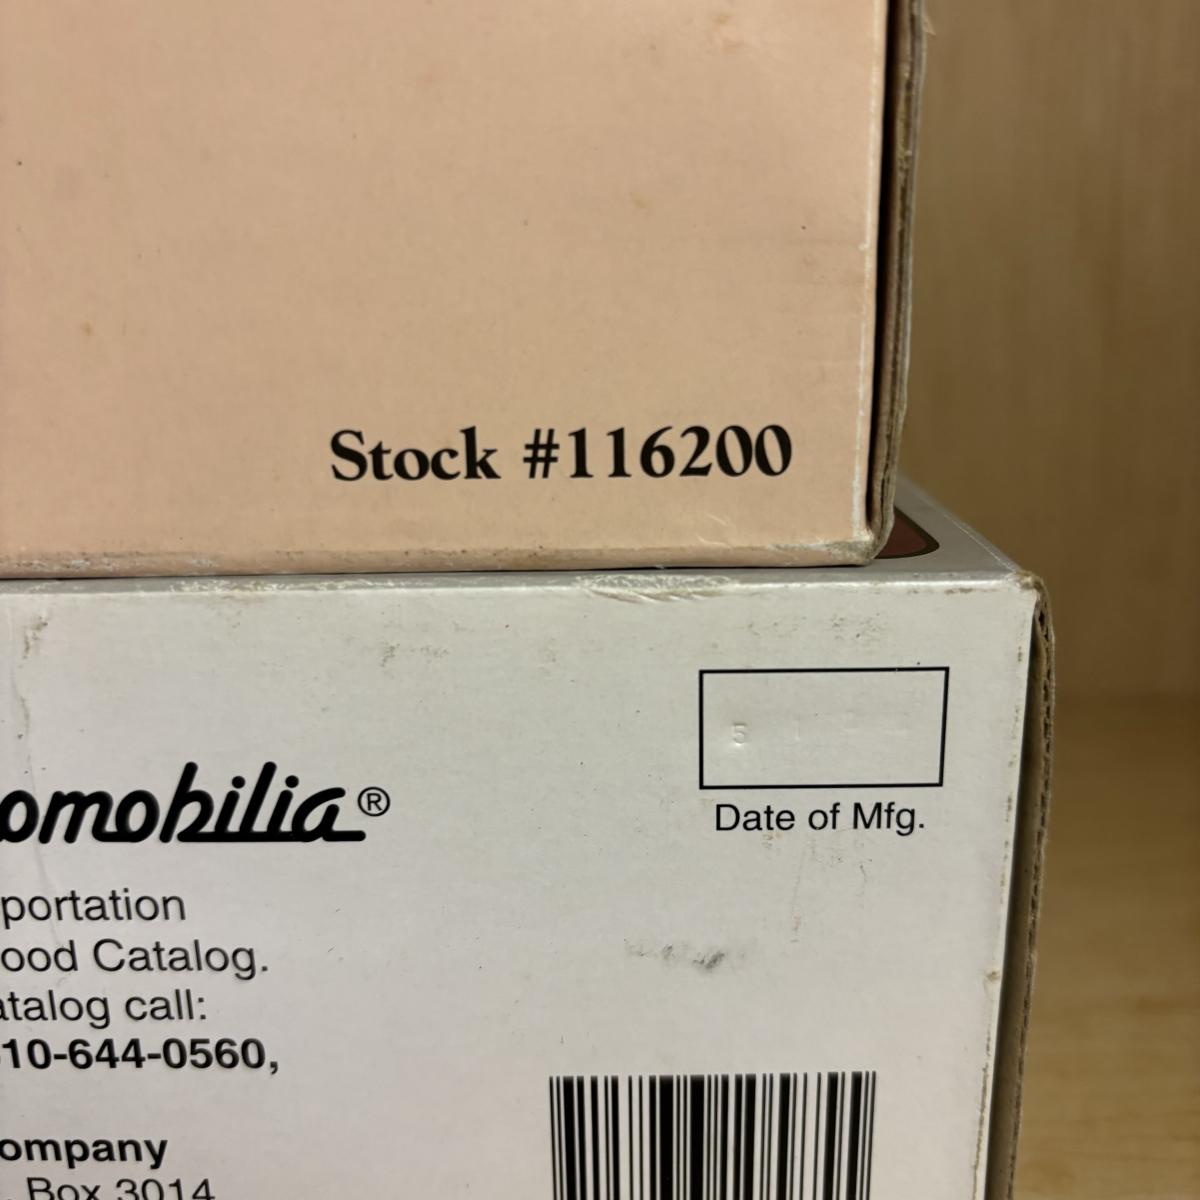 Stock #116200
5
Date of Mfg.
omobilia®
portation
ood Catalog.
atalog call:
10-644-0560,
ompany
. Box 3014